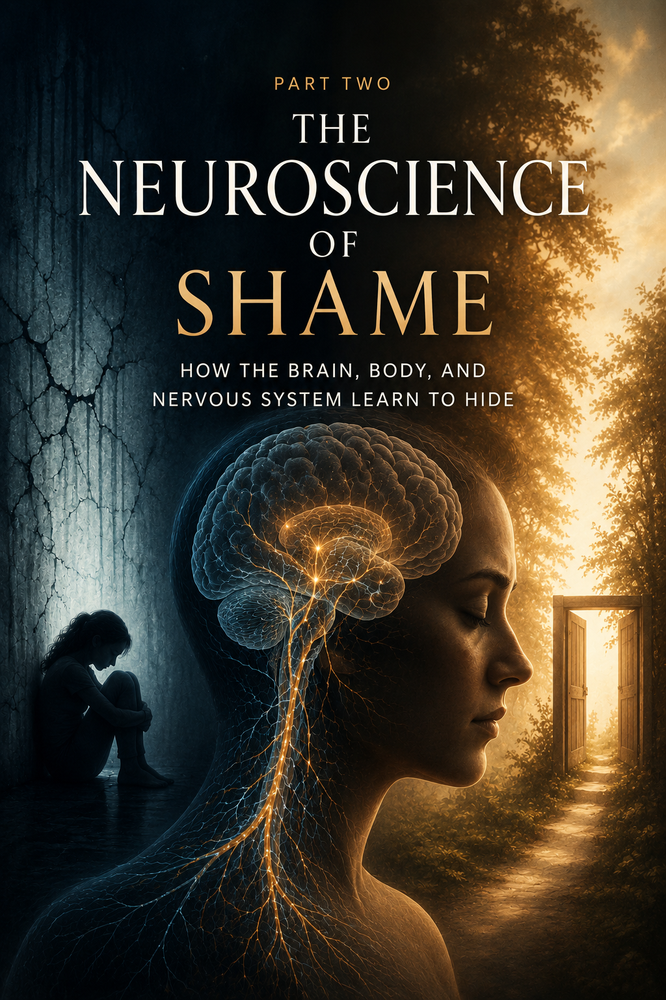 PART TWO
THE
NEUROSCIENCE
OF
SHAME
HOW THE BRAIN, BODY, AND
NERVOUS SYSTEM LEARN TO HIDE